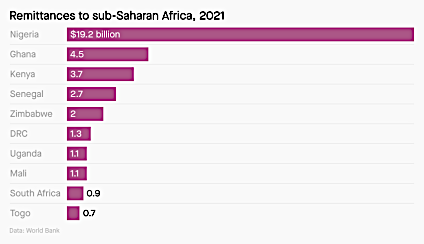 Remittances to sub-Saharan Africa, 2021
Nigeria $19.2 billion
Ghana 4.5
Kenya 3.7
Senegal 2.7
Zimbabwe 2
DRC 1.3
Uganda 1.1
Mali 1.1
South Africa 0.9
Togo 0.7
Data: World Bank